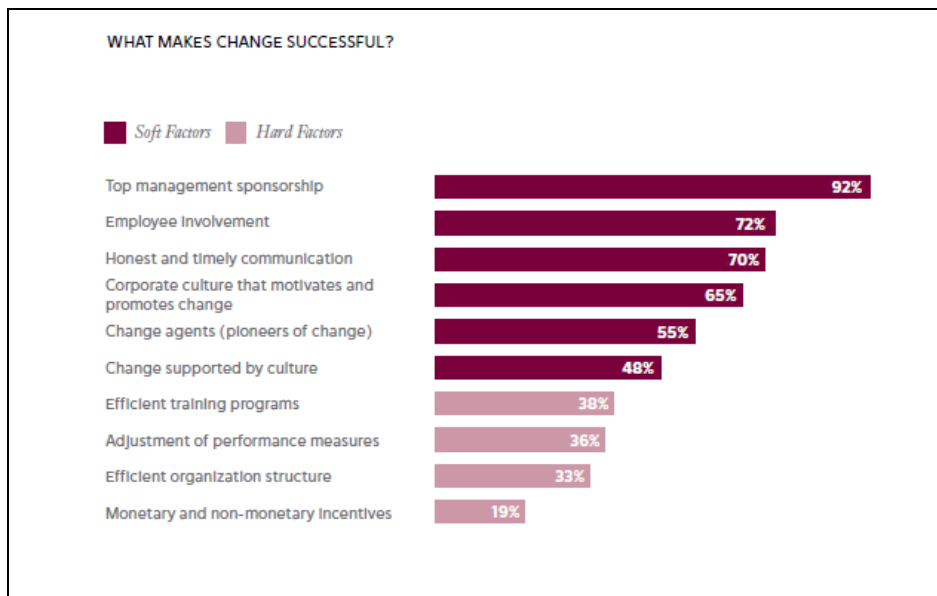 WHAT MAKES CHANGE SUCCESSFUL?
Soft Factors Hard Factors
Top management sponsorship 92%
Employee Involvement 72%
Honest and timely communication 70%
Corporate culture that motivates and
promotes change 65%
Change agents (pioneers of change) 55%
Change supported by culture 48%
Efficient training programs 38%
Adjustment of performance measures 36%
Efficient organization structure 33%
Monetary and non-monetary incentives 19%